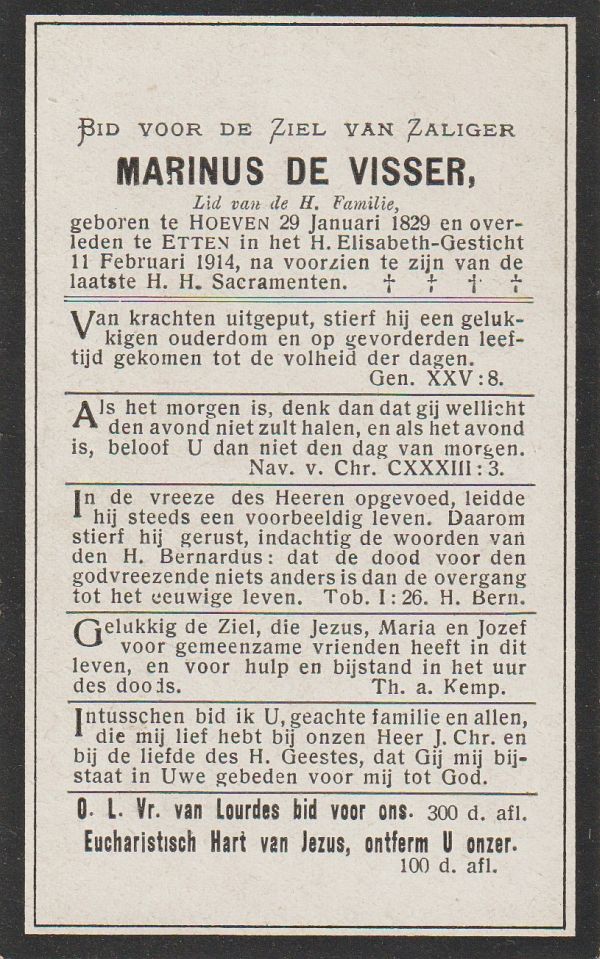 BID VOOR DE ZIEL VAN ZALIGER
MARINUS DE VISSER,
Lid van de H. Familie,
geboren te HOEVEN 29 Januari 1829 en over-
leden te ETTEN in het H. Elisabeth-Gesticht
11 Februari 1914, na voorzien te zijn van de
laatste H. H. Sacramenten. † † † †
Van krachten uitgeput, stierf hij een geluk-
kigen ouderdom en op gevorderden leef-
tijd gekomen tot de volheid der dagen.
Gen. XXV : 8.
Als het morgen is, denk dan dat gij wellicht
den avond niet zult halen, en als het avond
is, beloof U dan niet den dag van morgen.
Nav. v. Chr. CXXXIII : 3.
In de vreeze des Heeren opgevoed, leidde
hij steeds een voorbeeldig leven. Daarom
stierf hij gerust, indachtig de woorden van
den H. Bernardus : dat de dood voor den
godvreezende niets anders is dan de overgang
tot het eeuwige leven. Tob. I : 26. H. Bern.
Gelukkig de Ziel, die Jezus, Maria en Jozef
voor gemeenzame vrienden heeft in dit
leven, en voor hulp en bijstand in het uur
des doods. Th. a. Kemp.
Intusschen bid ik U, geachte familie en allen,
die mij lief hebt bij onzen Heer J. Chr. en
bij de liefde des H. Geestes, dat Gij mij bij-
staat in Uwe gebeden voor mij tot God.
O. L. Vr. van Lourdes bid voor ons. 300 d. afl.
Eucharistisch Hart van Jezus, ontferm U onzer.
100 d. afl.